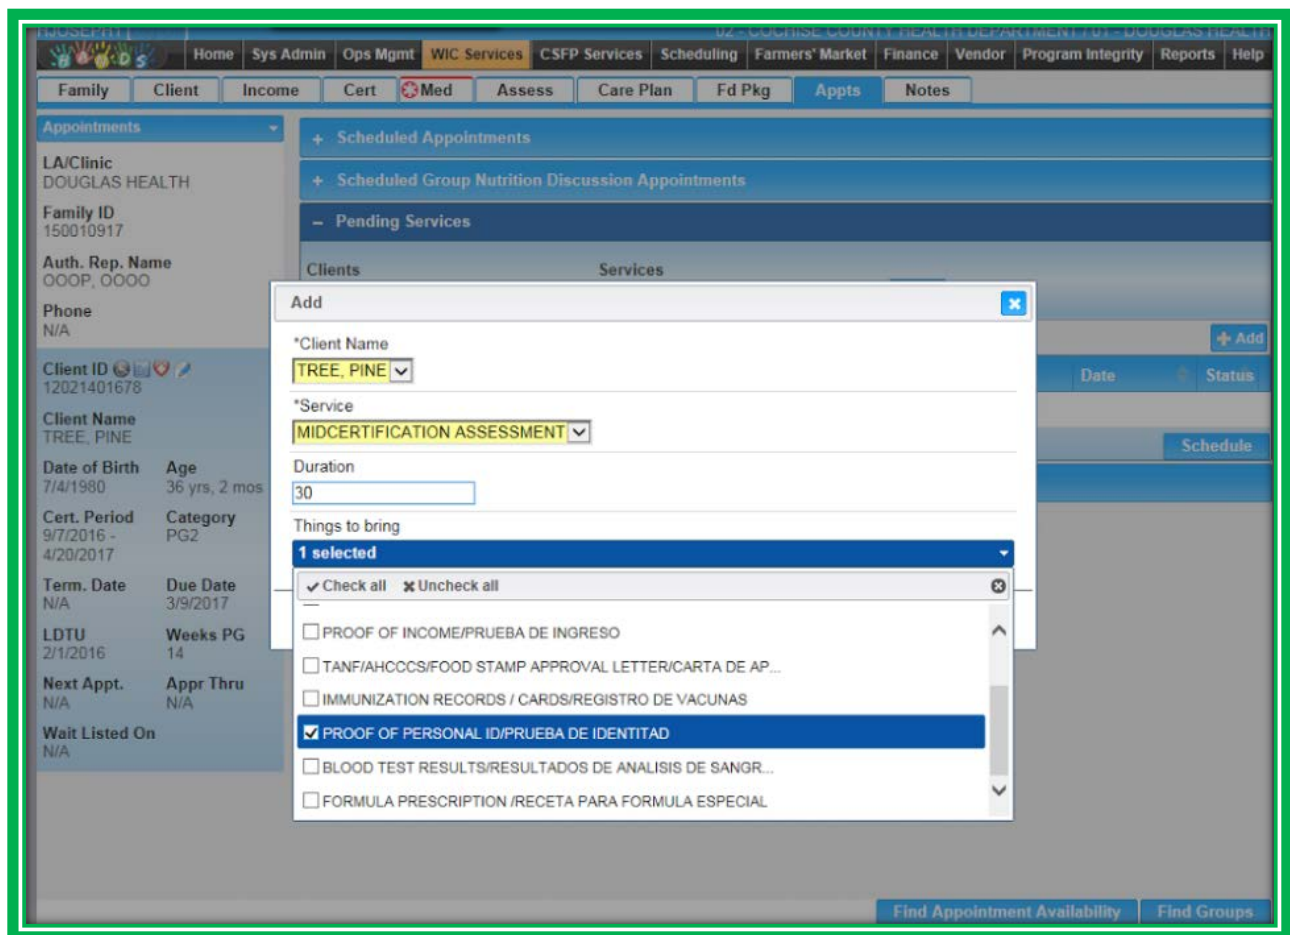 HJOSEPH1 [
02 - COCHISE COUNTY HEALTH DEPARTMENT / 01 - DOUGLAS HEALTH
HANDS Home Sys Admin Ops Mgmt WIC Services CSFP Services Scheduling Farmers' Market Finance Vendor Program Integrity Reports Help
Family Client Income Cert Med Assess Care Plan Fd Pkg Appts Notes
Appointments
LA/Clinic
DOUGLAS HEALTH
Family ID
150010917
Auth. Rep. Name
OOOP, OOOO
Phone
N/A
Client ID
12021401678
Client Name
TREE, PINE
Date of Birth Age
7/4/1980 36 yrs, 2 mos
Cert. Period Category
9/7/2016 - PG2
4/20/2017
Term. Date Due Date
N/A 3/9/2017
LDTU Weeks PG
2/1/2016 14
Next Appt. Appr Thru
N/A N/A
Wait Listed On
N/A
+ Scheduled Appointments
+ Scheduled Group Nutrition Discussion Appointments
– Pending Services
Clients Services
+ Add
Date Status
Schedule
Add
*Client Name
TREE, PINE
*Service
MIDCERTIFICATION ASSESSMENT
Duration
30
Things to bring
1 selected
Check all Uncheck all
PROOF OF INCOME/PRUEBA DE INGRESO
TANF/AHCCCS/FOOD STAMP APPROVAL LETTER/CARTA DE AP...
IMMUNIZATION RECORDS / CARDS/REGISTRO DE VACUNAS
PROOF OF PERSONAL ID/PRUEBA DE IDENTITAD
BLOOD TEST RESULTS/RESULTADOS DE ANALISIS DE SANGR...
FORMULA PRESCRIPTION /RECETA PARA FORMULA ESPECIAL
Find Appointment Availability Find Groups